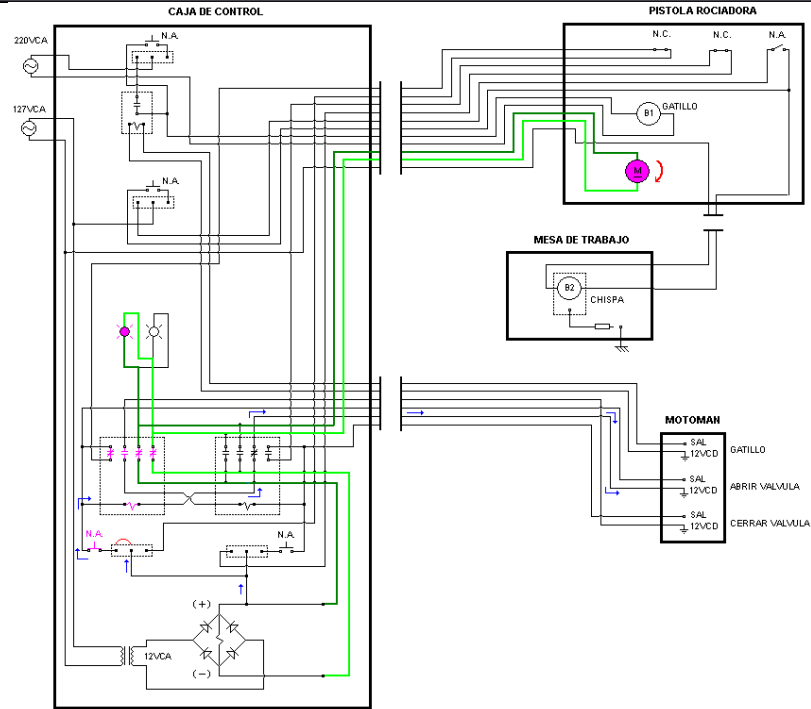 CAJA DE CONTROL
PISTOLA ROCIADORA
220VCA
N.A.
N.C.
N.C.
N.A.
127VCA
B1
GATILLO
M
N.A.
MESA DE TRABAJO
B2
CHISPA
MOTOMAN
SAL
12VCD
GATILLO
SAL
12VCD
ABRIR VALVULA
SAL
12VCD
CERRAR VALVULA
N.A.
N.A.
(+)
12VCA
(−)